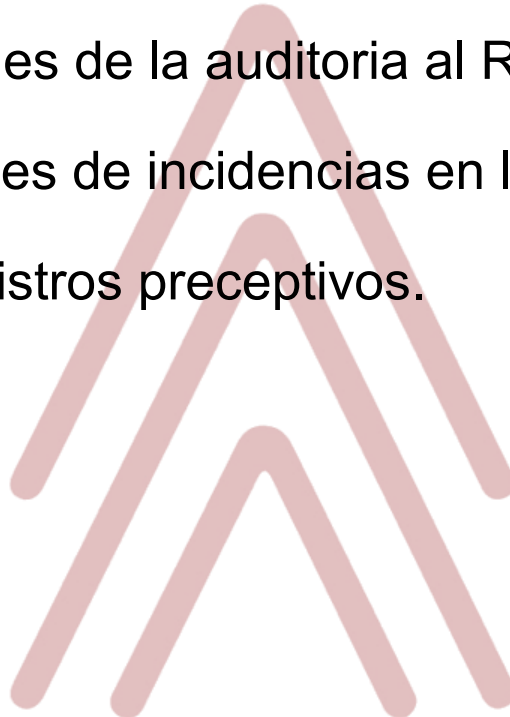 es de la auditoria al R
es de incidencias en l
istros preceptivos.